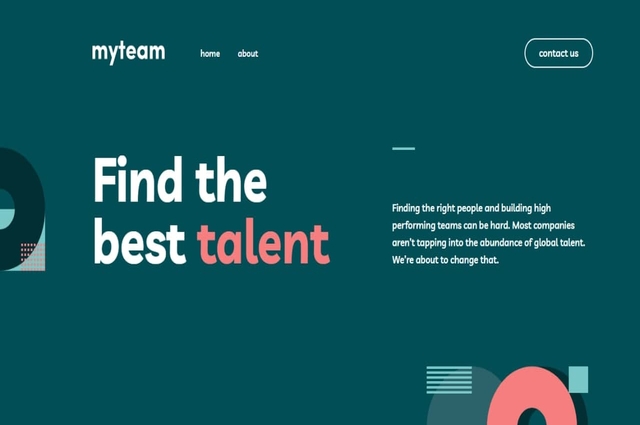 myteam
home
about
contact us
Find the
best talent
Finding the right people and building high
performing teams can be hard. Most companies
aren't tapping into the abundance of global talent.
We're about to change that.